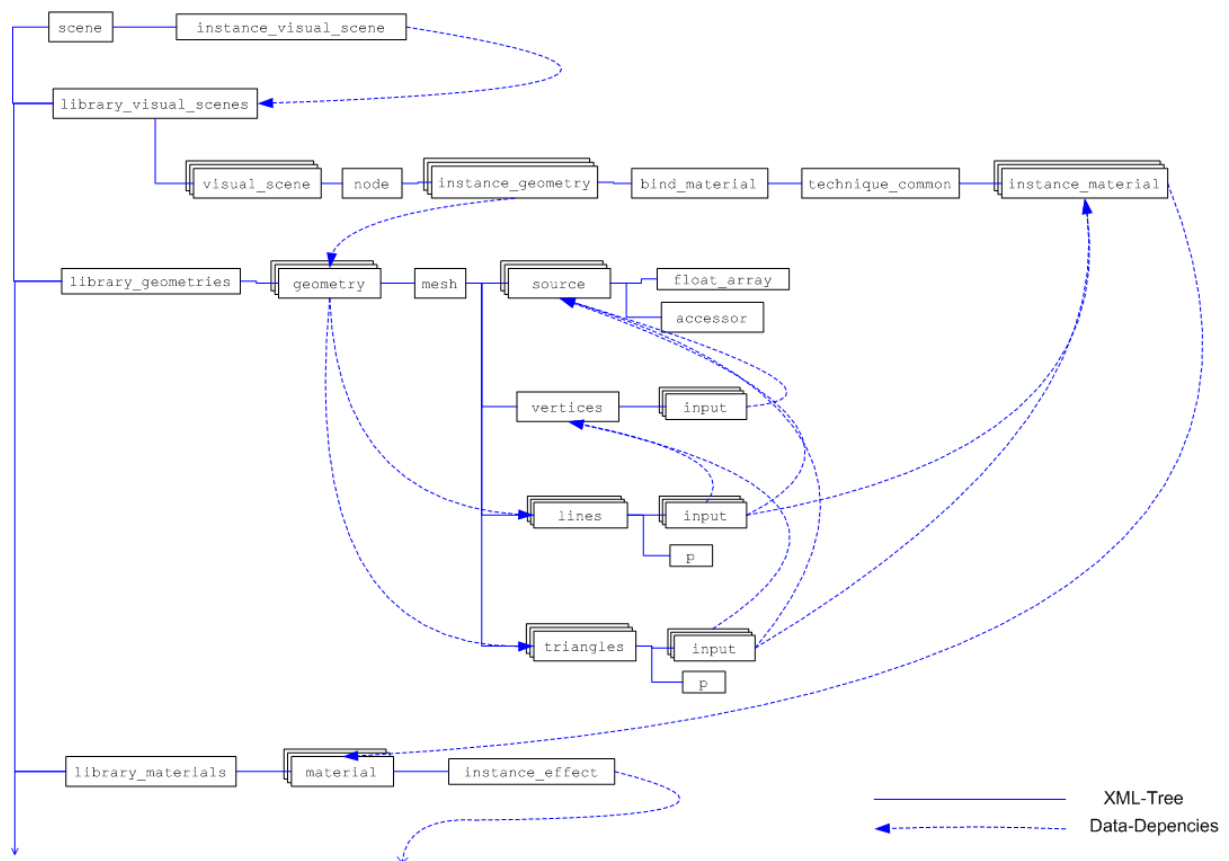 scene
instance_visual_scene
library_visual_scenes
visual_scene
node
instance_geometry
bind_material
technique_common
instance_material
library_geometries
geometry
mesh
source
float_array
accessor
vertices
input
lines
input
p
triangles
input
p
library_materials
material
instance_effect
XML-Tree
Data-Depencies